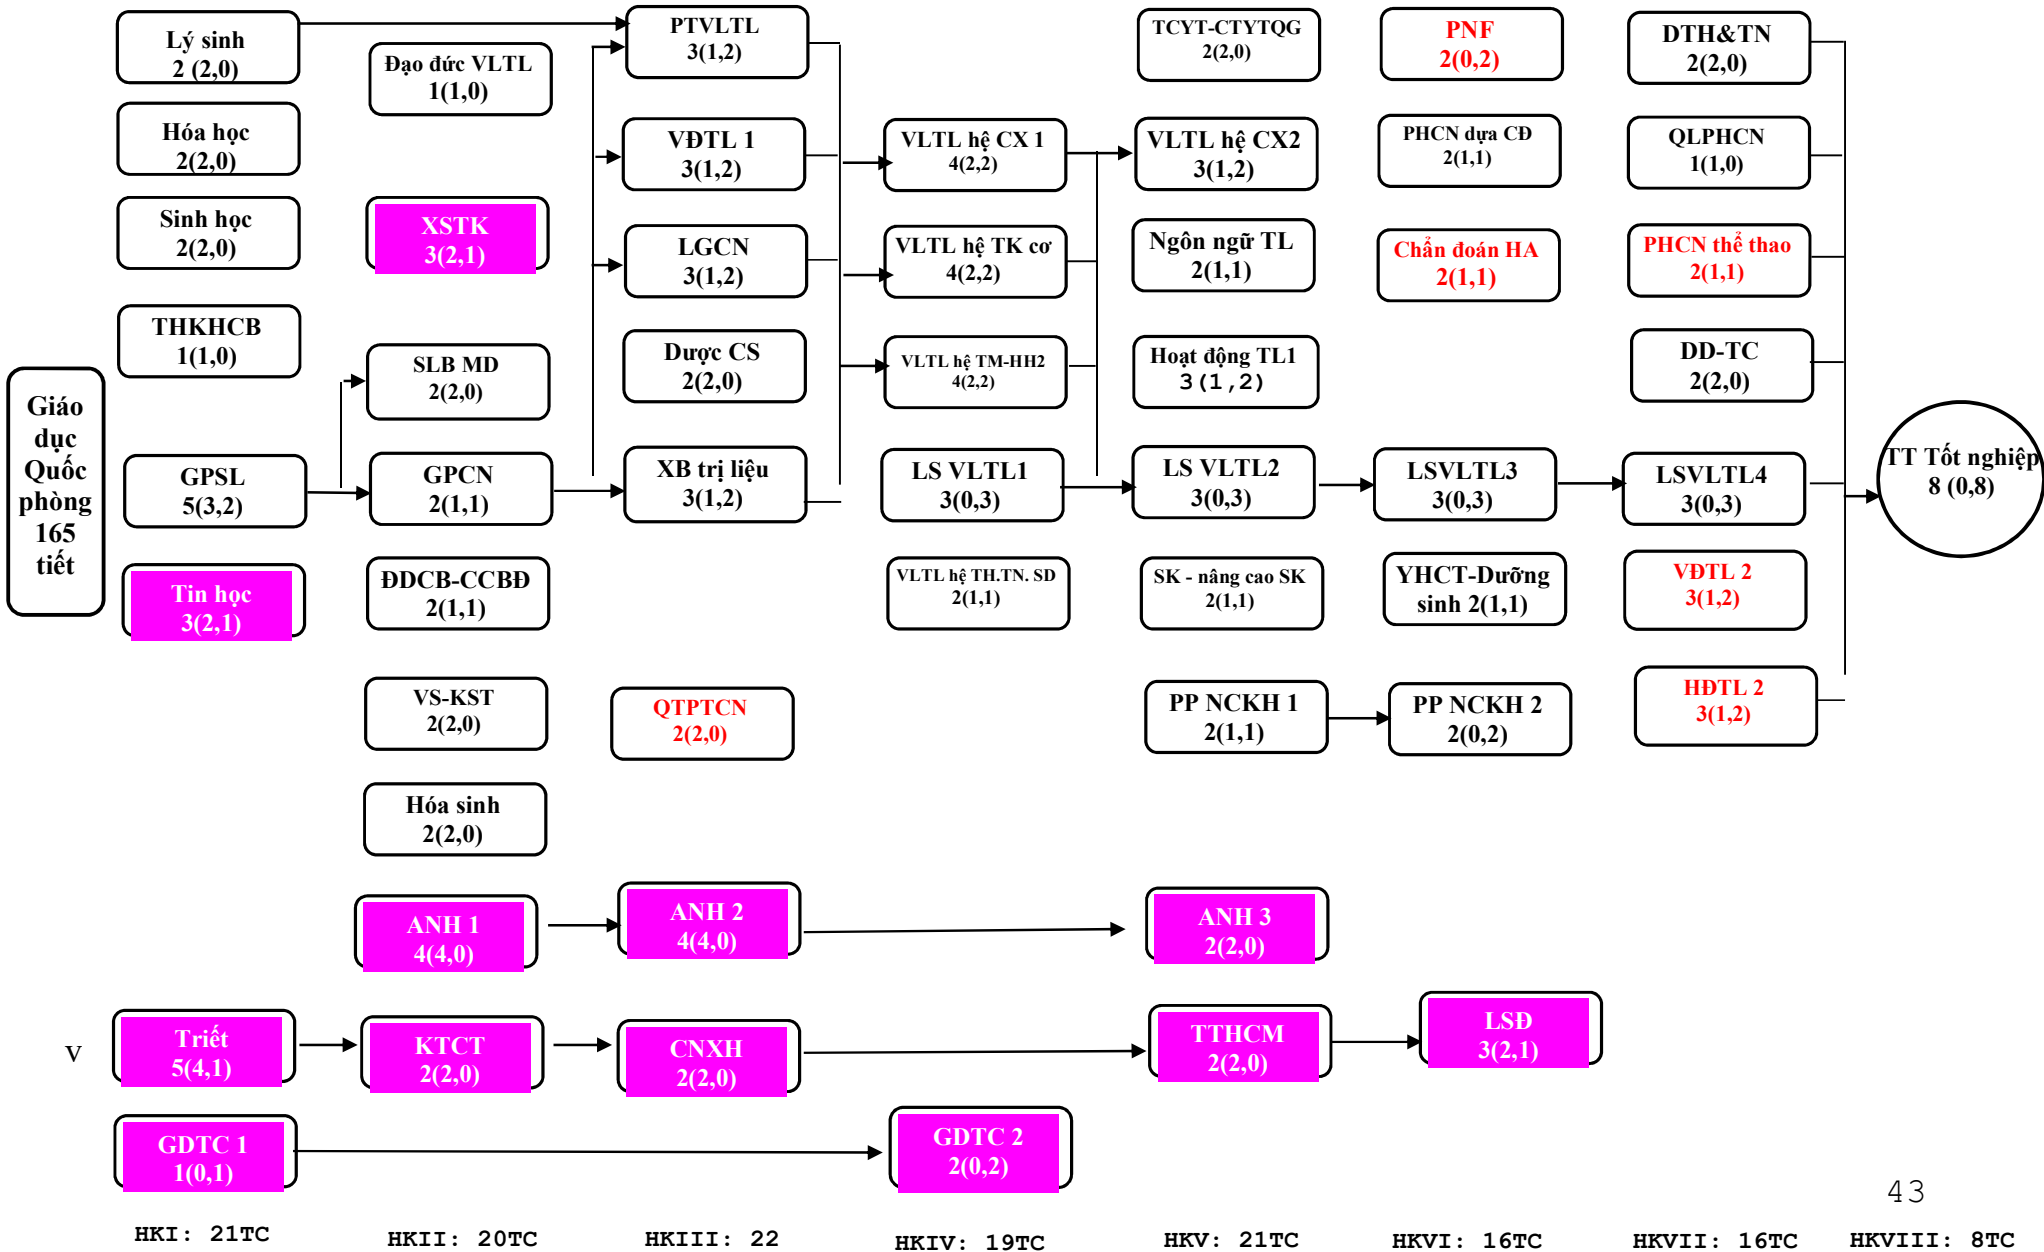 Giáo
dục
Quốc
phòng
165
tiết
Lý sinh
2 (2,0)
Hóa học
2(2,0)
Sinh học
2(2,0)
THKHCB
1(1,0)
GPSL
5(3,2)
Tin học
3(2,1)
Triết
5(4,1)
GDTC 1
1(0,1)
v
Đạo đức VLTL
1(1,0)
XSTK
3(2,1)
SLB MD
2(2,0)
GPCN
2(1,1)
ĐDCB-CCBĐ
2(1,1)
VS-KST
2(2,0)
Hóa sinh
2(2,0)
ANH 1
4(4,0)
KTCT
2(2,0)
PTVLTL
3(1,2)
VĐTL 1
3(1,2)
LGCN
3(1,2)
Dược CS
2(2,0)
XB trị liệu
3(1,2)
QTPTCN
2(2,0)
ANH 2
4(4,0)
CNXH
2(2,0)
VLTL hệ CX 1
4(2,2)
VLTL hệ TK cơ
4(2,2)
VLTL hệ TM-HH2
4(2,2)
LS VLTL1
3(0,3)
VLTL hệ TH.TN. SD
2(1,1)
GDTC 2
2(0,2)
TCYT-CTYTQG
2(2,0)
VLTL hệ CX2
3(1,2)
Ngôn ngữ TL
2(1,1)
Hoạt động TL1
3(1,2)
LS VLTL2
3(0,3)
SK - nâng cao SK
2(1,1)
PP NCKH 1
2(1,1)
ANH 3
2(2,0)
TTHCM
2(2,0)
PNF
2(0,2)
PHCN dựa CĐ
2(1,1)
Chẩn đoán HA
2(1,1)
LSVLTL3
3(0,3)
YHCT-Dưỡng
sinh 2(1,1)
PP NCKH 2
2(0,2)
LSĐ
3(2,1)
DTH&TN
2(2,0)
QLPHCN
1(1,0)
PHCN thể thao
2(1,1)
DD-TC
2(2,0)
LSVLTL4
3(0,3)
VĐTL 2
3(1,2)
HĐTL 2
3(1,2)
TT Tốt nghiệp
8 (0,8)
43
HKI: 21TC
HKII: 20TC
HKIII: 22
HKIV: 19TC
HKV: 21TC
HKVI: 16TC
HKVII: 16TC
HKVIII: 8TC